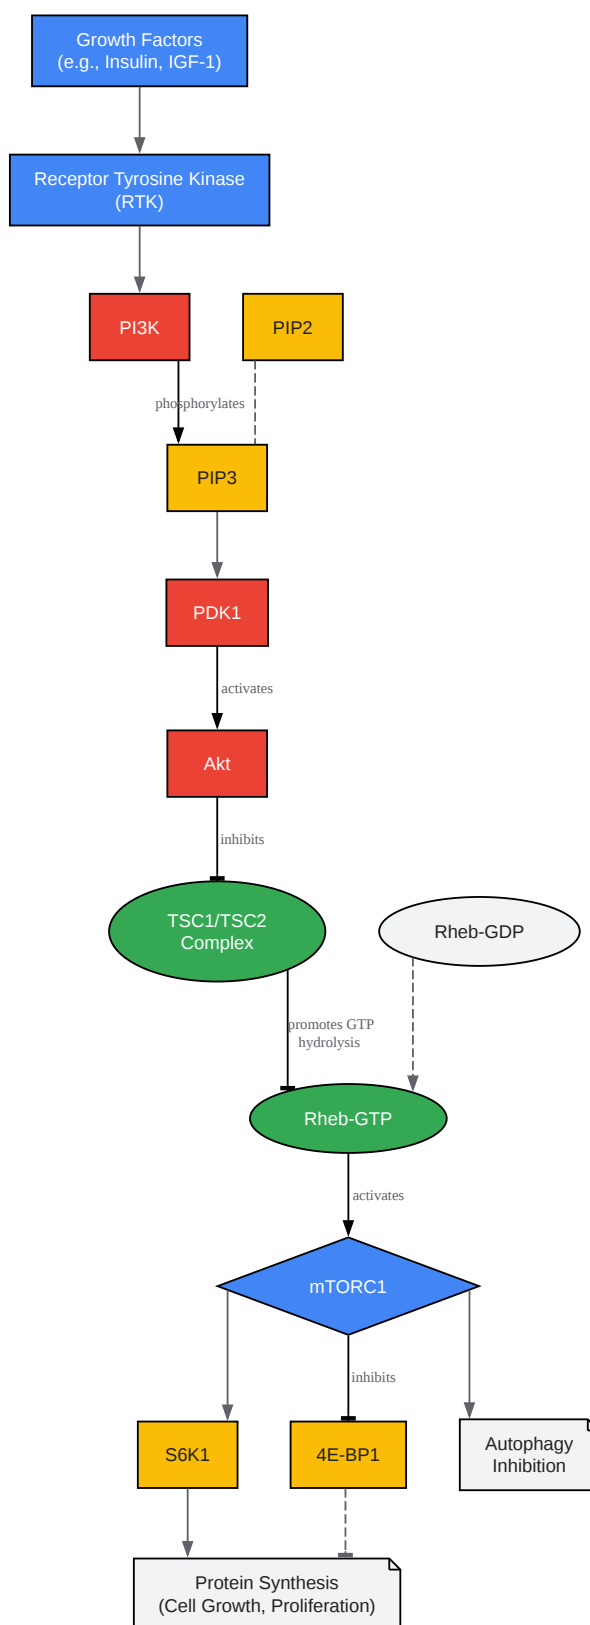 Growth Factors
(e.g., Insulin, IGF-1)
Receptor Tyrosine Kinase
(RTK)
PI3K
PIP2
phosphorylates
PIP3
PDK1
activates
Akt
inhibits
TSC1/TSC2
Complex
Rheb-GDP
promotes GTP
hydrolysis
Rheb-GTP
activates
mTORC1
inhibits
S6K1
4E-BP1
Autophagy
Inhibition
Protein Synthesis
(Cell Growth, Proliferation)